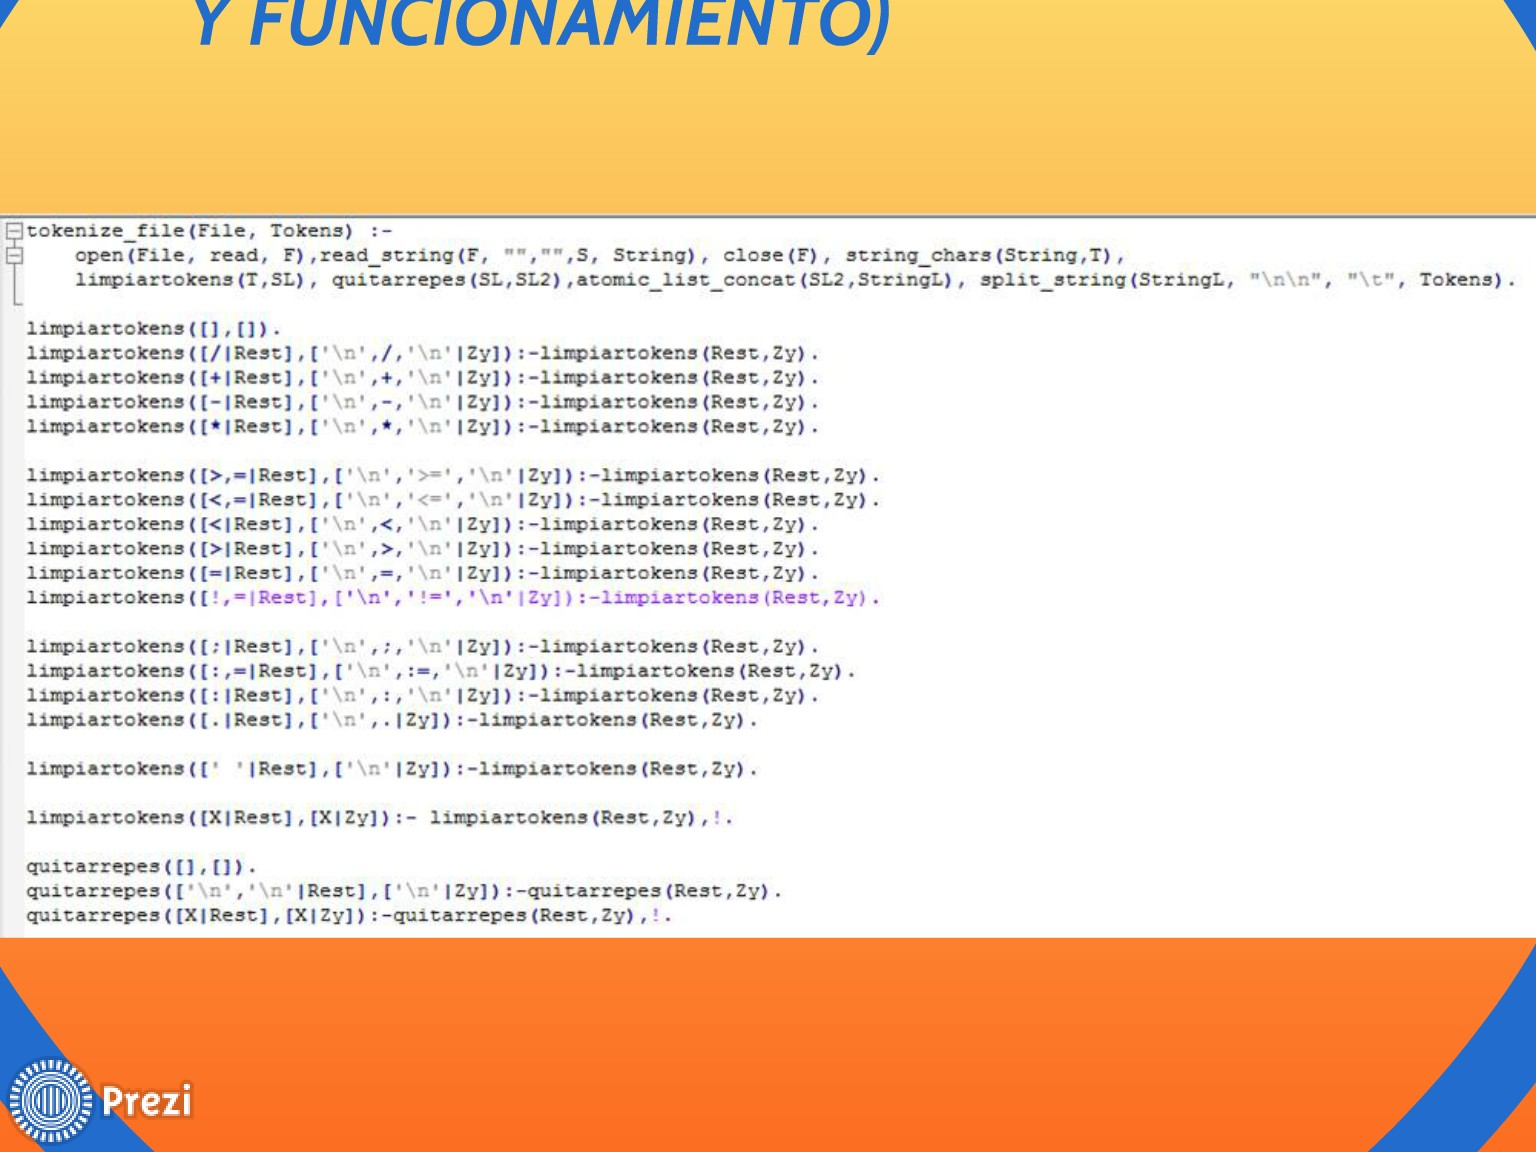 Y FUNCIONAMIENTO)
tokenize_file(File, Tokens) :-
    open(File, read, F),read_string(F, "","",S, String), close(F), string_chars(String,T),
    limpiartokens(T,SL), quitarrepes(SL,SL2),atomic_list_concat(SL2,StringL), split_string(StringL, "\n\n", "\t", Tokens).
limpiartokens([],[]).
limpiartokens([/|Rest],['\n',/,'\n'|Zy]):-limpiartokens(Rest,Zy).
limpiartokens([+|Rest],['\n',+,'\n'|Zy]):-limpiartokens(Rest,Zy).
limpiartokens([-|Rest],['\n',-,'\n'|Zy]):-limpiartokens(Rest,Zy).
limpiartokens([*|Rest],['\n',*,'\n'|Zy]):-limpiartokens(Rest,Zy).
limpiartokens([>,=|Rest],['\n','>=','\n'|Zy]):-limpiartokens(Rest,Zy).
limpiartokens([<,=|Rest],['\n','<=','\n'|Zy]):-limpiartokens(Rest,Zy).
limpiartokens([<|Rest],['\n',<,'\n'|Zy]):-limpiartokens(Rest,Zy).
limpiartokens([>|Rest],['\n',>,'\n'|Zy]):-limpiartokens(Rest,Zy).
limpiartokens([=|Rest],['\n',=,'\n'|Zy]):-limpiartokens(Rest,Zy).
limpiartokens([!,=|Rest],['\n','!=','\n'|Zy]):-limpiartokens(Rest,Zy).
limpiartokens([;|Rest],['\n',;,'\n'|Zy]):-limpiartokens(Rest,Zy).
limpiartokens([:,=|Rest],['\n',:=,'\n'|Zy]):-limpiartokens(Rest,Zy).
limpiartokens([:|Rest],['\n',:,'\n'|Zy]):-limpiartokens(Rest,Zy).
limpiartokens([.|Rest],['\n',.|Zy]):-limpiartokens(Rest,Zy).
limpiartokens([' '|Rest],['\n'|Zy]):-limpiartokens(Rest,Zy).
limpiartokens([X|Rest],[X|Zy]):- limpiartokens(Rest,Zy),!.
quitarrepes([],[]).
quitarrepes(['\n','\n'|Rest],['\n'|Zy]):-quitarrepes(Rest,Zy).
quitarrepes([X|Rest],[X|Zy]):-quitarrepes(Rest,Zy),!.
Prezi